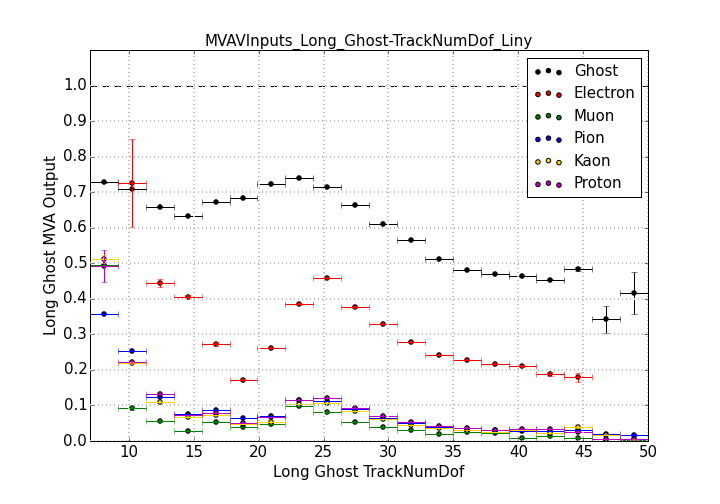 MVAVInputs_Long_Ghost-TrackNumDof_Liny
Long Ghost MVA Output
1.0
0.9
0.8
0.7
0.6
0.5
0.4
0.3
0.2
0.1
0.0
Ghost
Electron
Muon
Pion
Kaon
Proton
10 15 20 25 30 35 40 45 50
Long Ghost TrackNumDof